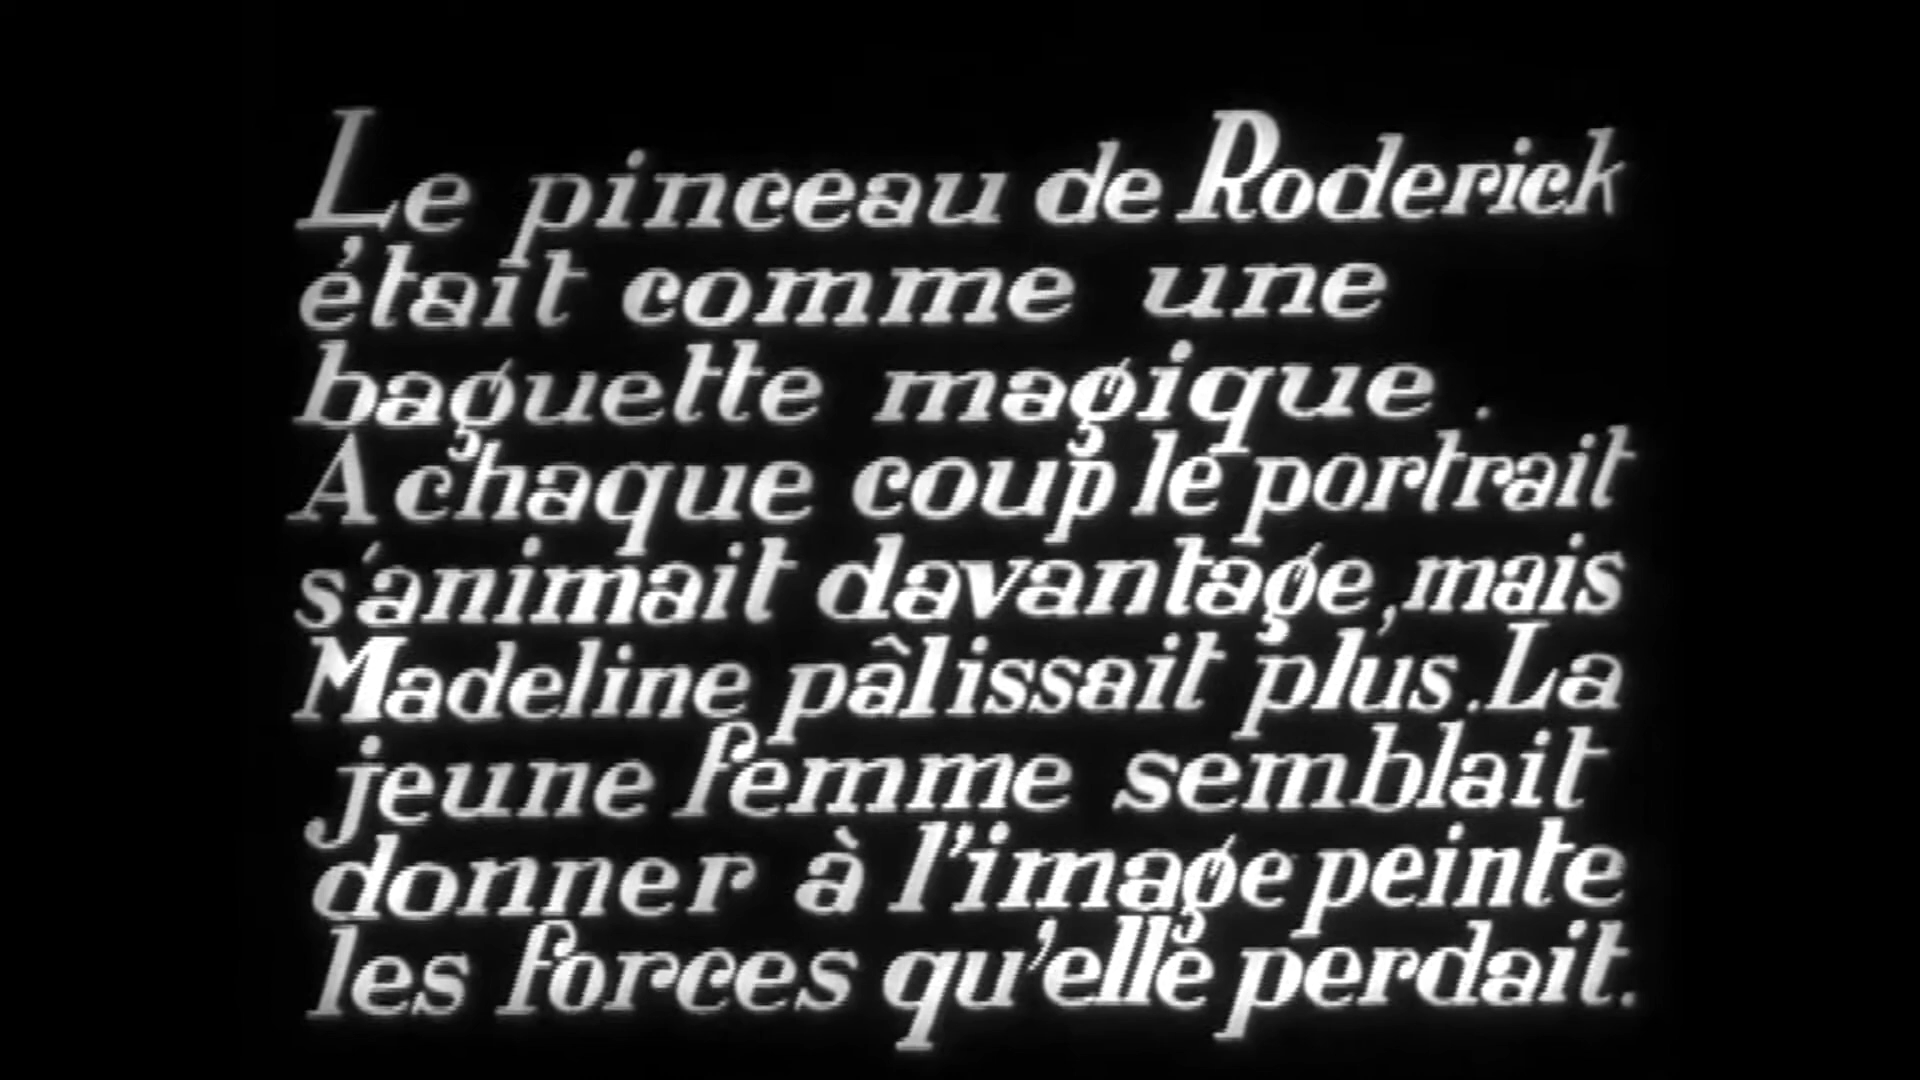 Le pinceau de Roderick
était comme une
baguette magique.
A chaque coup le portrait
s'animait davantage, mais
Madeline pâlissait plus. La
jeune femme semblait
donner à l'image peinte
les forces qu'elle perdait.